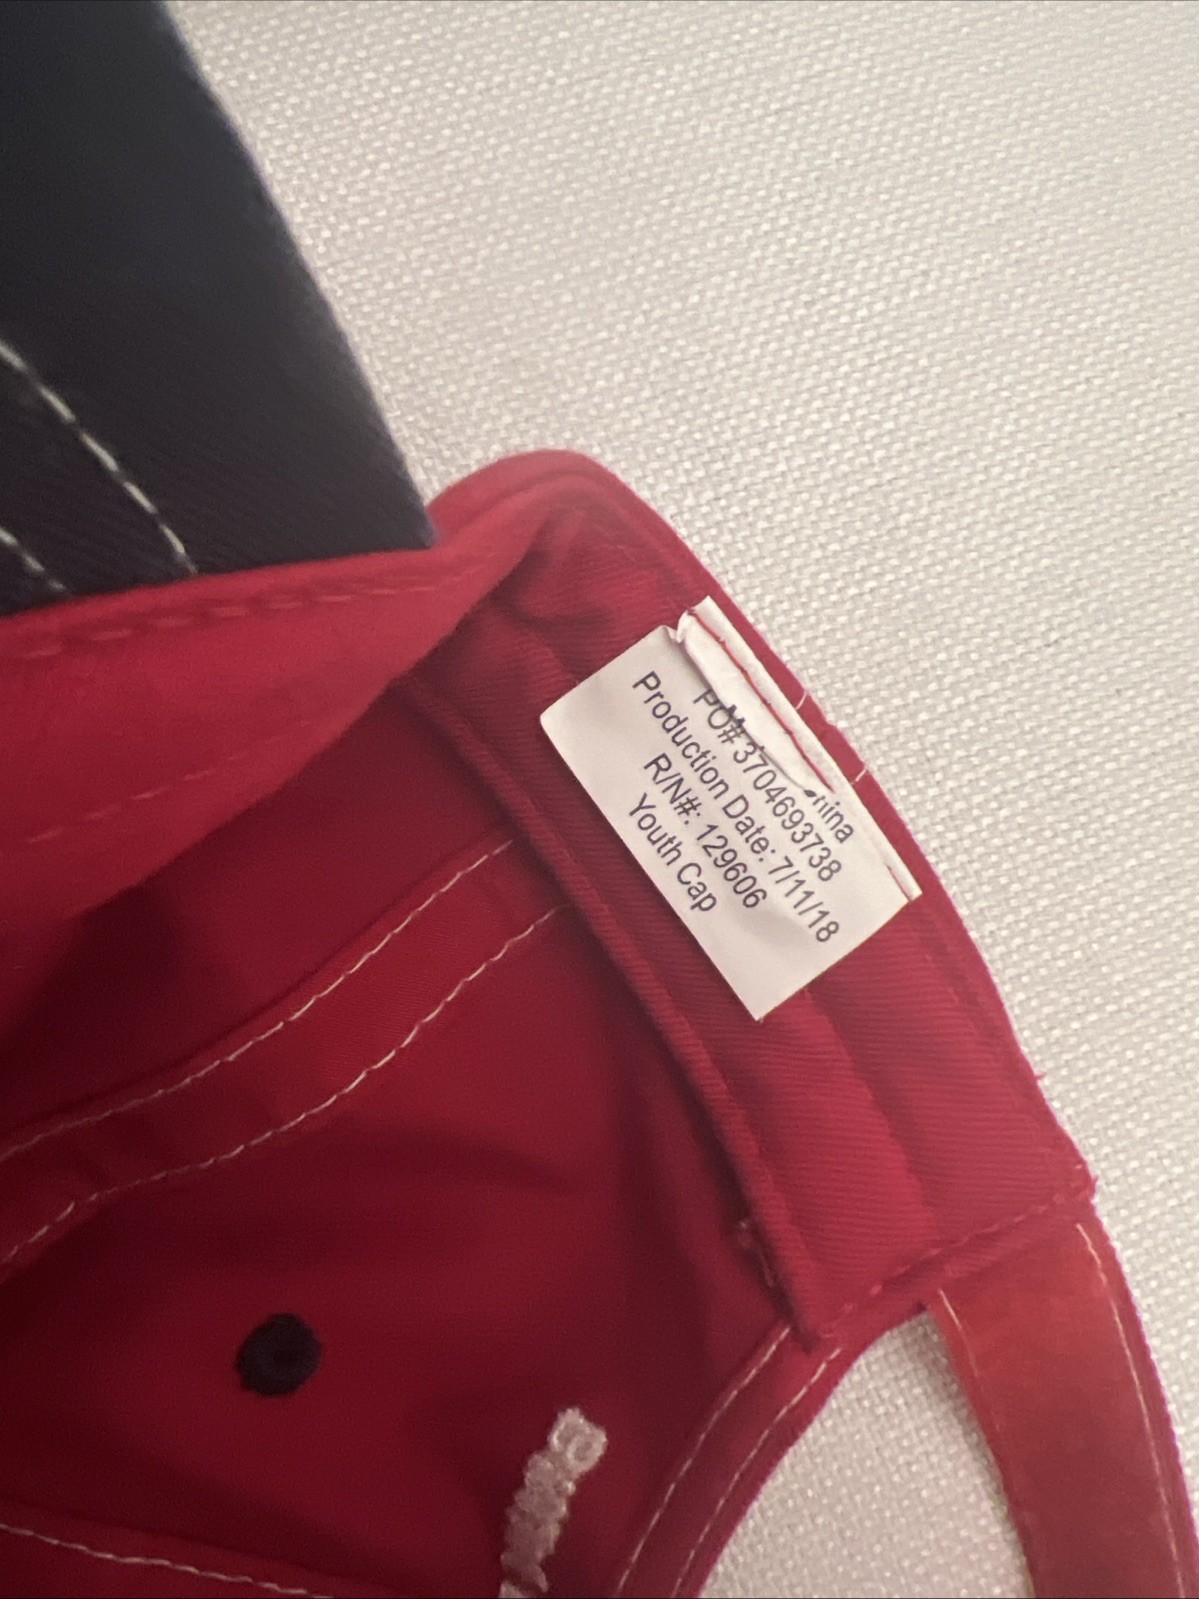 PO# 3704693738
Production Date: 7/11/18
R/N#: 129606
Youth Cap